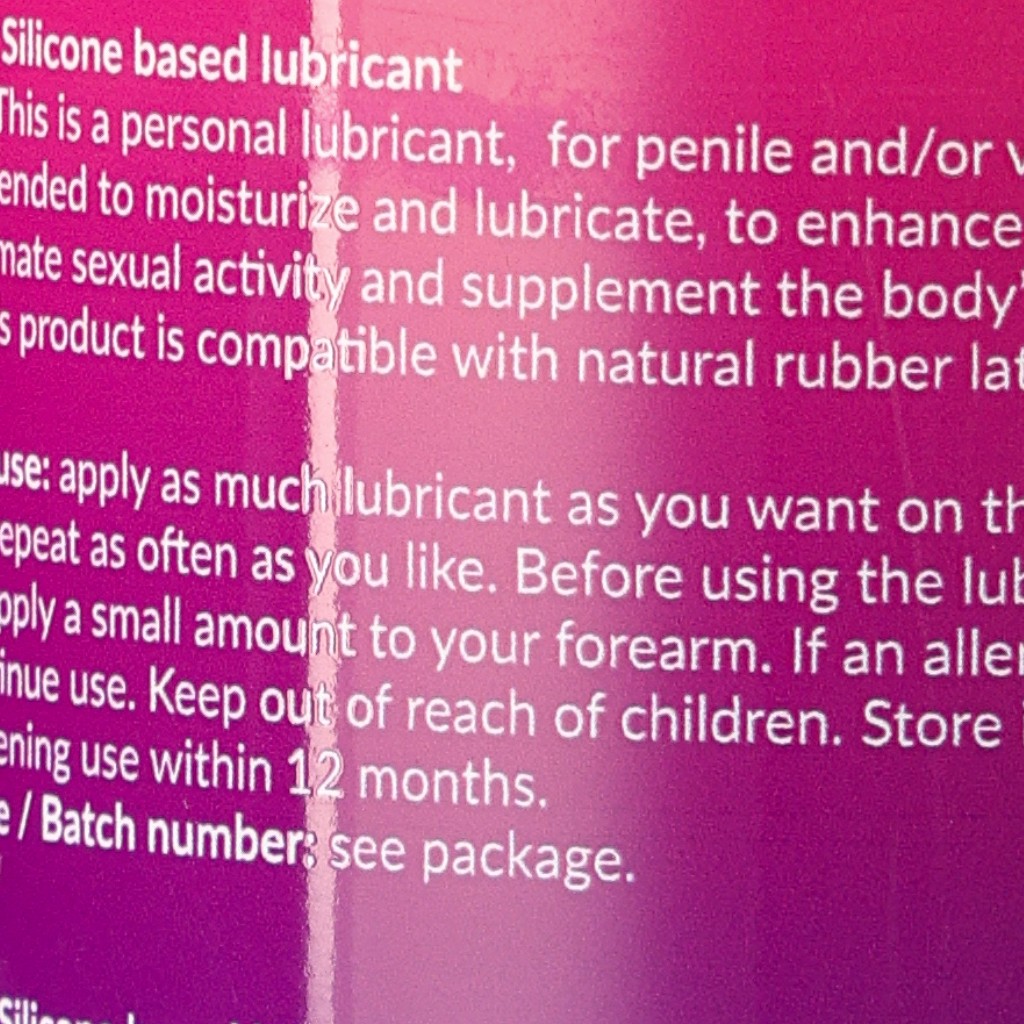 Silicone based lubricant
This is a personal lubricant, for penile and/or v
ended to moisturize and lubricate, to enhance
mate sexual activity and supplement the body'
s product is compatible with natural rubber lat
use: apply as much lubricant as you want on th
epeat as often as you like. Before using the lub
pply a small amount to your forearm. If an aller
inue use. Keep out of reach of children. Store
ening use within 12 months.
e / Batch number: see package.